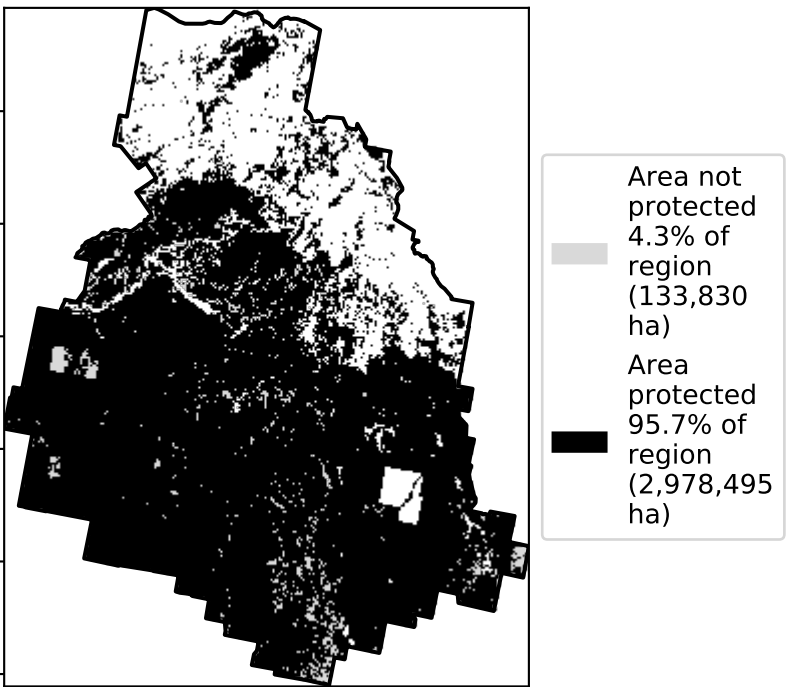 Area not
protected
4.3% of
region
(133,830
ha)
Area
protected
95.7% of
region
(2,978,495
ha)